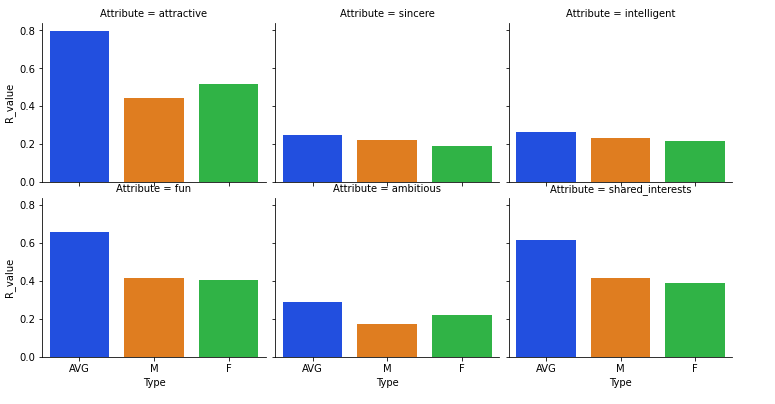 Attribute = attractive
Attribute = sincere
Attribute = intelligent
0.8
0.6
0.4
0.2
0.0
R_value
Attribute = fun
Attribute = ambitious
Attribute = shared_interests
0.8
0.6
0.4
0.2
0.0
R_value
AVG M F
AVG M F
AVG M F
Type
Type
Type